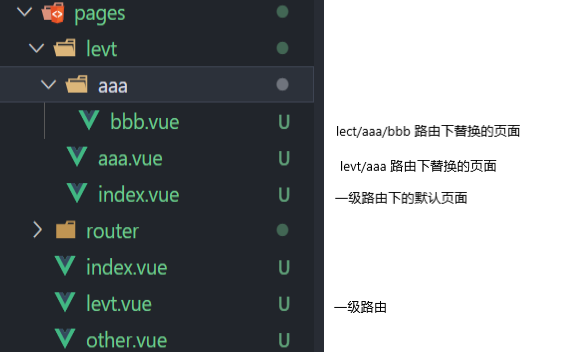 pages
levt
aaa
bbb.vue U lect/aaa/bbb 路由下替换的页面
aaa.vue U levt/aaa 路由下替换的页面
index.vue U 一级路由下的默认页面
router
index.vue U
levt.vue U 一级路由
other.vue U